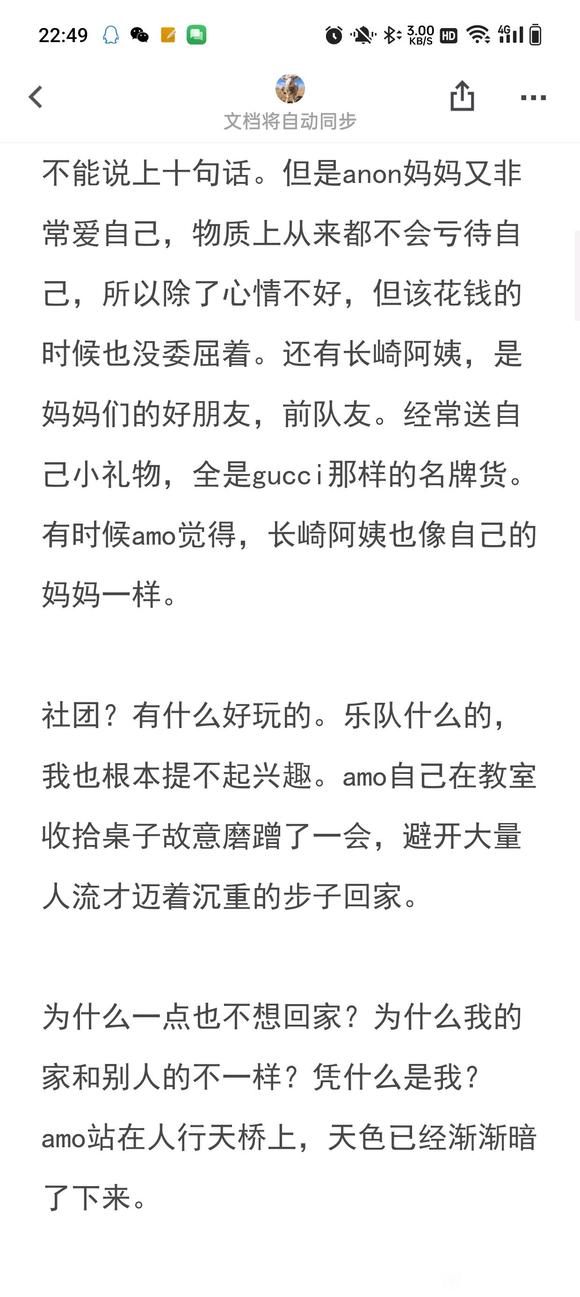 22:49
3.00
KB/S
HD
4G
文档将自动同步
不能说上十句话。但是anon妈妈又非
常爱自己，物质上从来都不会亏待自
己，所以除了心情不好，但该花钱的
时候也没委屈着。还有长崎阿姨，是
妈妈们的好朋友，前队友。经常送自
己小礼物，全是gucci那样的名牌货。
有时候amo觉得，长崎阿姨也像自己的
妈妈一样。
社团？有什么好玩的。乐队什么的，
我也根本提不起兴趣。amo自己在教室
收拾桌子故意磨蹭了一会，避开大量
人流才迈着沉重的步子回家。
为什么一点也不想回家？为什么我的
家和别人的不一样？凭什么是我？
amo站在人行天桥上，天色已经渐渐暗
了下来。